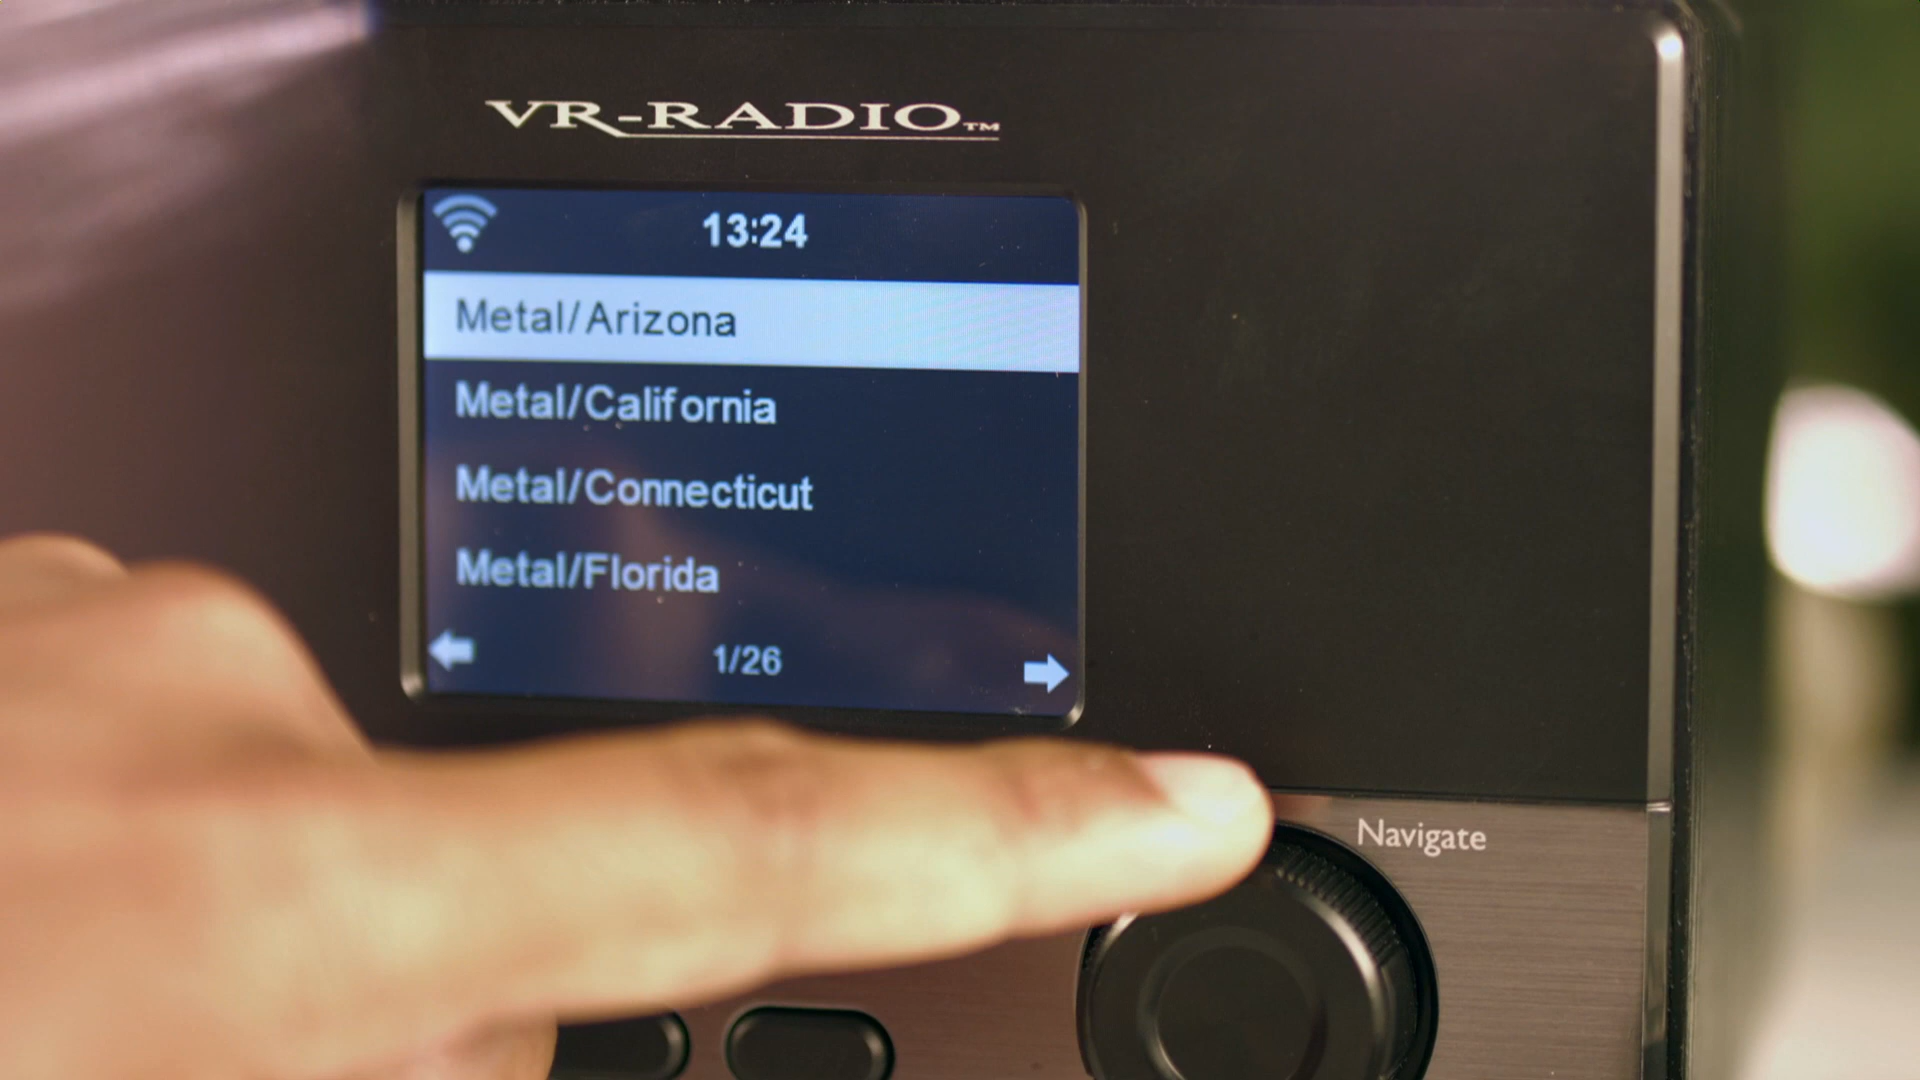 VR-RADIO™
13:24
Metal/Arizona
Metal/California
Metal/Connecticut
Metal/Florida
1/26
Navigate